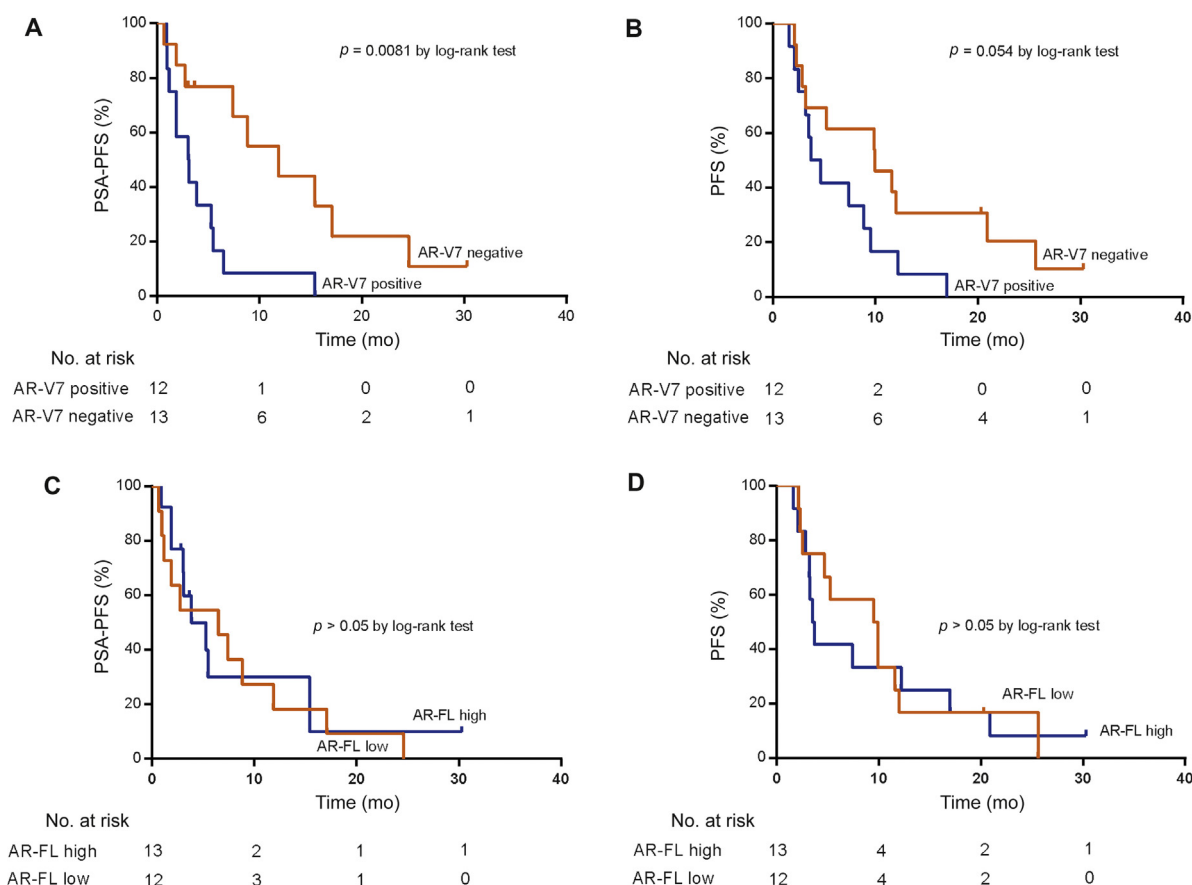 A
p = 0.0081 by log-rank test
PSA-PFS (%)
100
80
60
40
20
0
AR-V7 negative
AR-V7 positive
0 10 20 30 40
Time (mo)
No. at risk
AR-V7 positive 12 1 0 0
AR-V7 negative 13 6 2 1
B
p = 0.054 by log-rank test
PFS (%)
100
80
60
40
20
0
AR-V7 negative
AR-V7 positive
0 10 20 30 40
Time (mo)
No. at risk
AR-V7 positive 12 2 0 0
AR-V7 negative 13 6 4 1
C
p > 0.05 by log-rank test
PSA-PFS (%)
100
80
60
40
20
0
AR-FL high
AR-FL low
0 10 20 30 40
Time (mo)
No. at risk
AR-FL high 13 2 1 1
AR-FL low 12 3 1 0
D
p > 0.05 by log-rank test
PFS (%)
100
80
60
40
20
0
AR-FL low
AR-FL high
0 10 20 30 40
Time (mo)
No. at risk
AR-FL high 13 4 2 1
AR-FL low 12 4 2 0